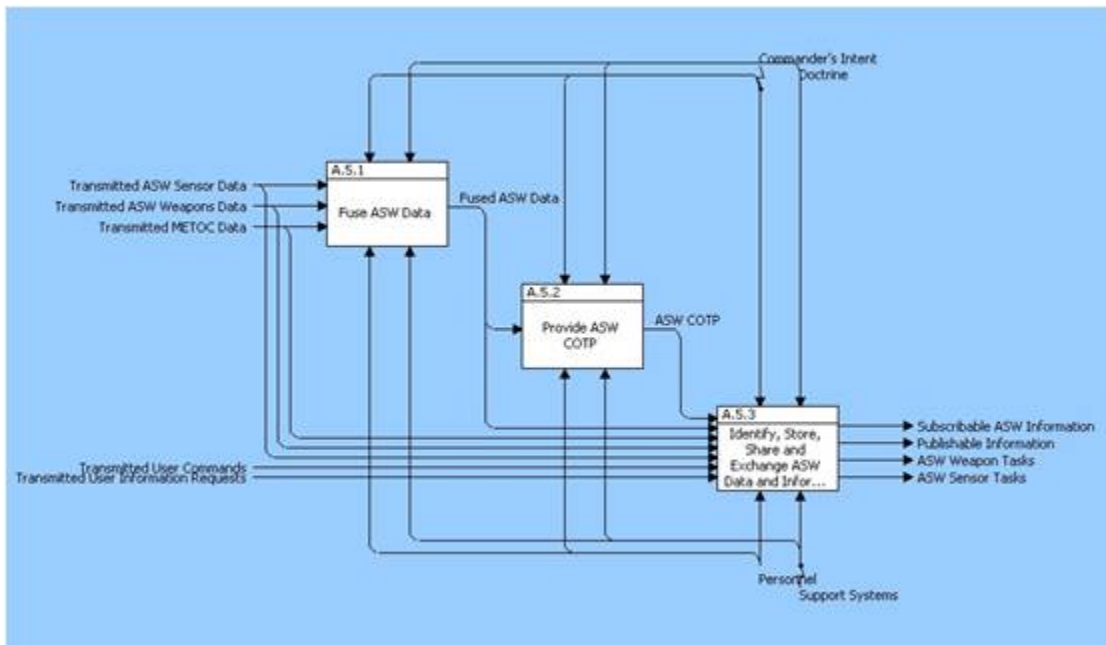 Commander's Intent
Doctrine
A.5.1
Fuse ASW Data
Transmitted ASW Sensor Data
Transmitted ASW Weapons Data
Transmitted METOC Data
Fused ASW Data
A.5.2
Provide ASW
COTP
ASW COTP
A.5.3
Identify, Store,
Share and
Exchange ASW
Data and Infor...
Transmitted User Commands
Transmitted User Information Requests
Subscribable ASW Information
Publishable Information
ASW Weapon Tasks
ASW Sensor Tasks
Personnel
Support Systems